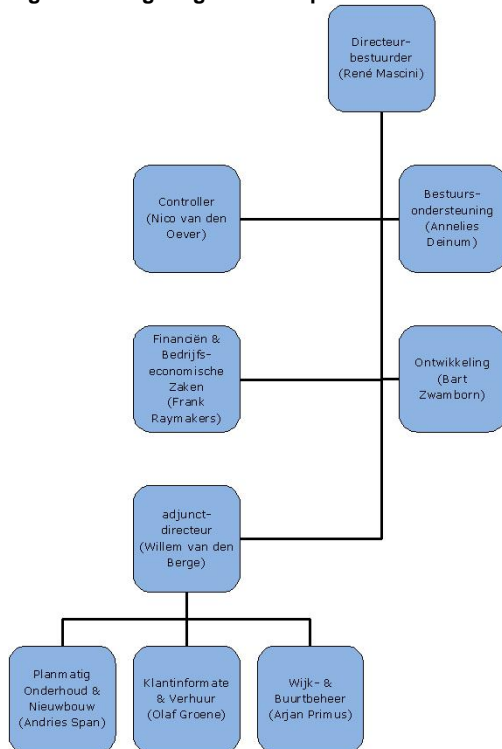 Directeur-
bestuurder
(René Mascini)
Controller
(Nico van den
Oever)
Bestuurs-
ondersteuning
(Annelies
Deinum)
Financiën &
Bedrijfs-
economische
Zaken
(Frank
Raymakers)
Ontwikkeling
(Bart
Zwamborn)
adjunct-
directeur
(Willem van den
Berge)
Planmatig
Onderhoud &
Nieuwbouw
(Andries Span)
Klantinformate
& Verhuur
(Olaf Groene)
Wijk- &
Buurtbeheer
(Arjan Primus)